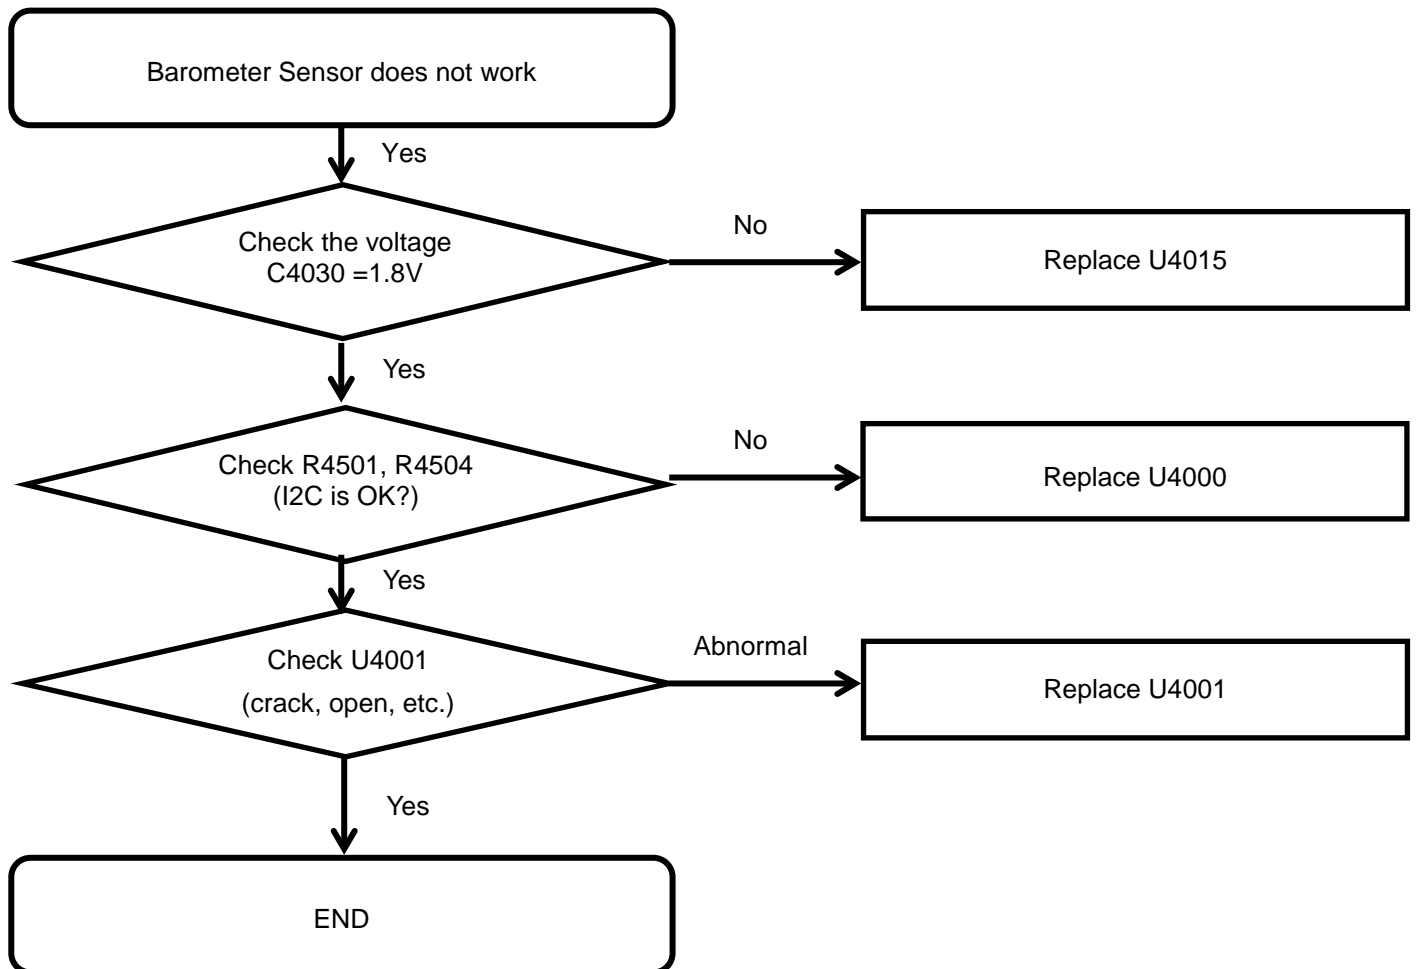 Barometer Sensor does not work
Yes
Check the voltage
C4030 =1.8V
No
Replace U4015
Yes
Check R4501, R4504
(I2C is OK?)
No
Replace U4000
Yes
Check U4001
(crack, open, etc.)
Abnormal
Replace U4001
Yes
END